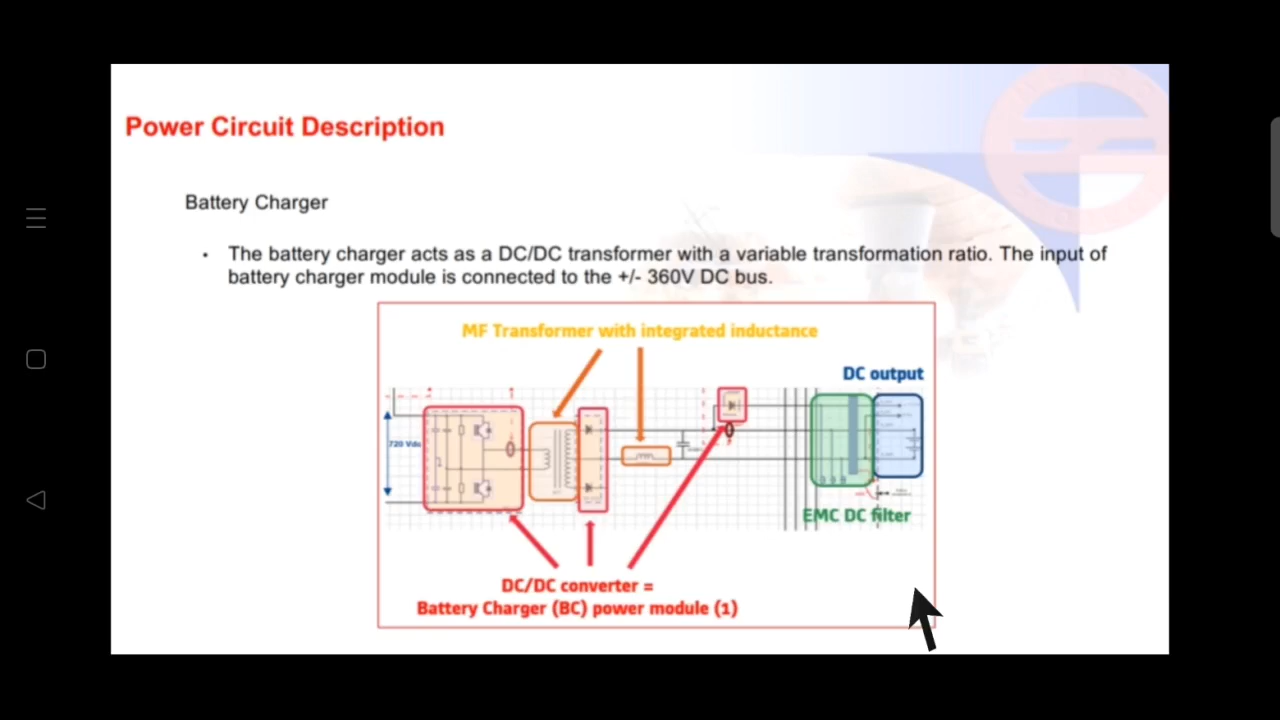 Power Circuit Description
Battery Charger
• The battery charger acts as a DC/DC transformer with a variable transformation ratio. The input of
battery charger module is connected to the +/- 360V DC bus.
MF Transformer with integrated inductance
DC output
720 Vdc
EMC DC filter
DC/DC converter =
Battery Charger (BC) power module (1)